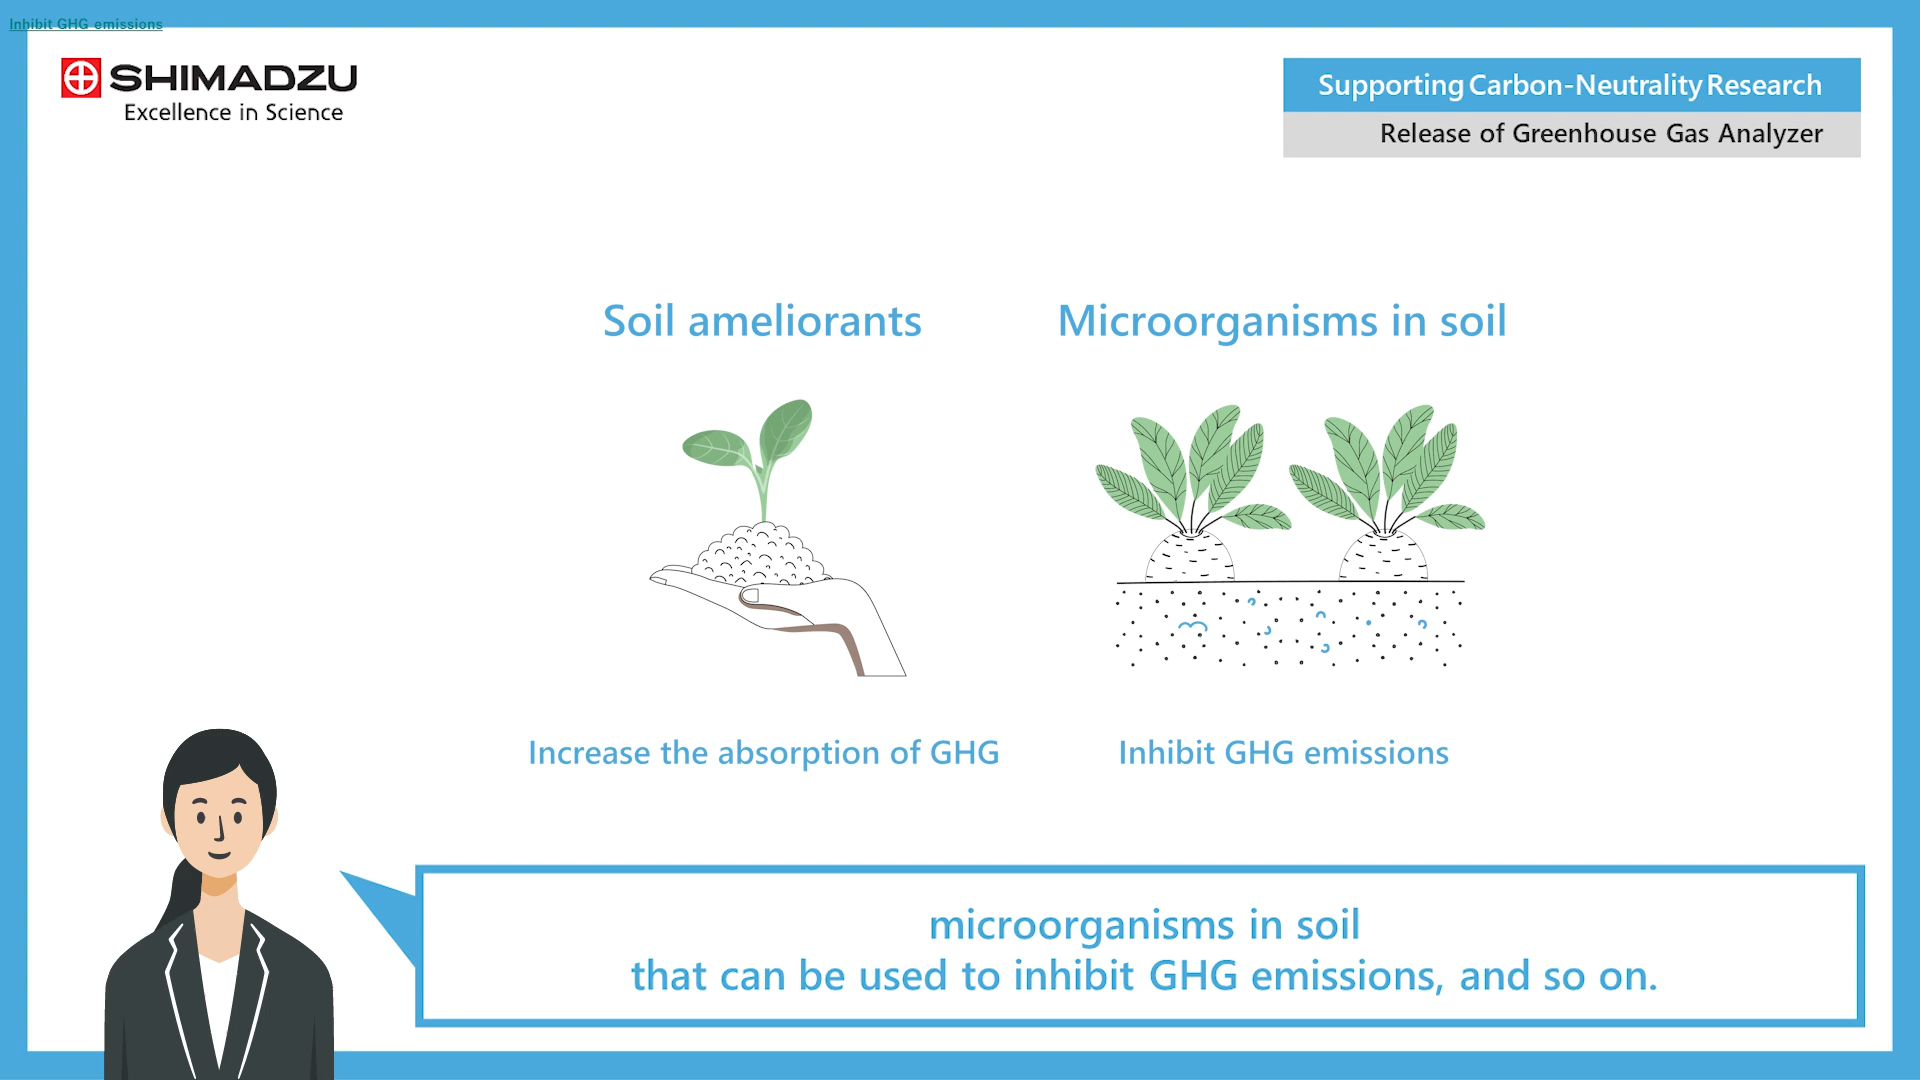 Inhibit GHG emissions
SHIMADZU
Excellence in Science
Supporting Carbon-Neutrality Research
Release of Greenhouse Gas Analyzer
Soil ameliorants
Microorganisms in soil
Increase the absorption of GHG
Inhibit GHG emissions
microorganisms in soil
that can be used to inhibit GHG emissions, and so on.